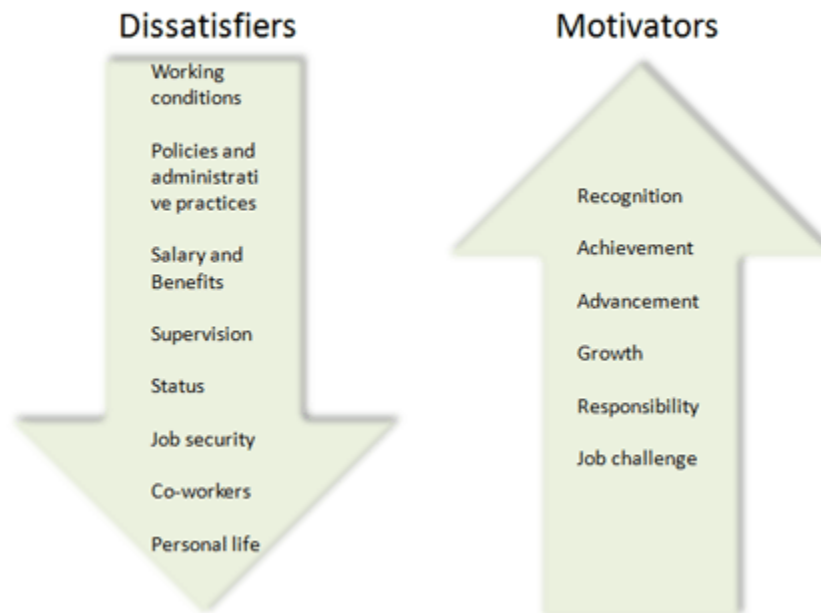 Dissatisfiers
Working
conditions
Policies and
administrati
ve practices
Salary and
Benefits
Supervision
Status
Job security
Co-workers
Personal life
Motivators
Recognition
Achievement
Advancement
Growth
Responsibility
Job challenge